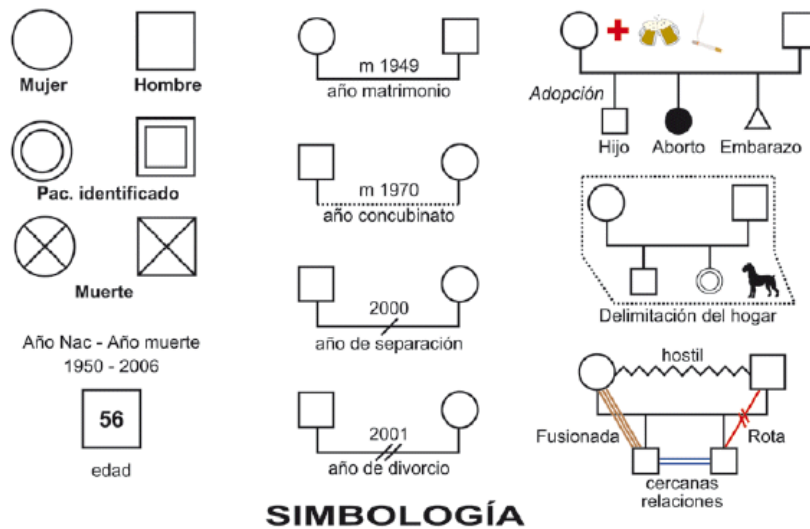 Mujer
Hombre
Pac. identificado
Muerte
Año Nac - Año muerte
1950 - 2006
56
edad
m 1949
año matrimonio
m 1970
año concubinato
2000
año de separación
2001
año de divorcio
Adopción
Hijo
Aborto
Embarazo
Delimitación del hogar
hostil
Fusionada
Rota
cercanas
relaciones
SIMBOLOGÍA